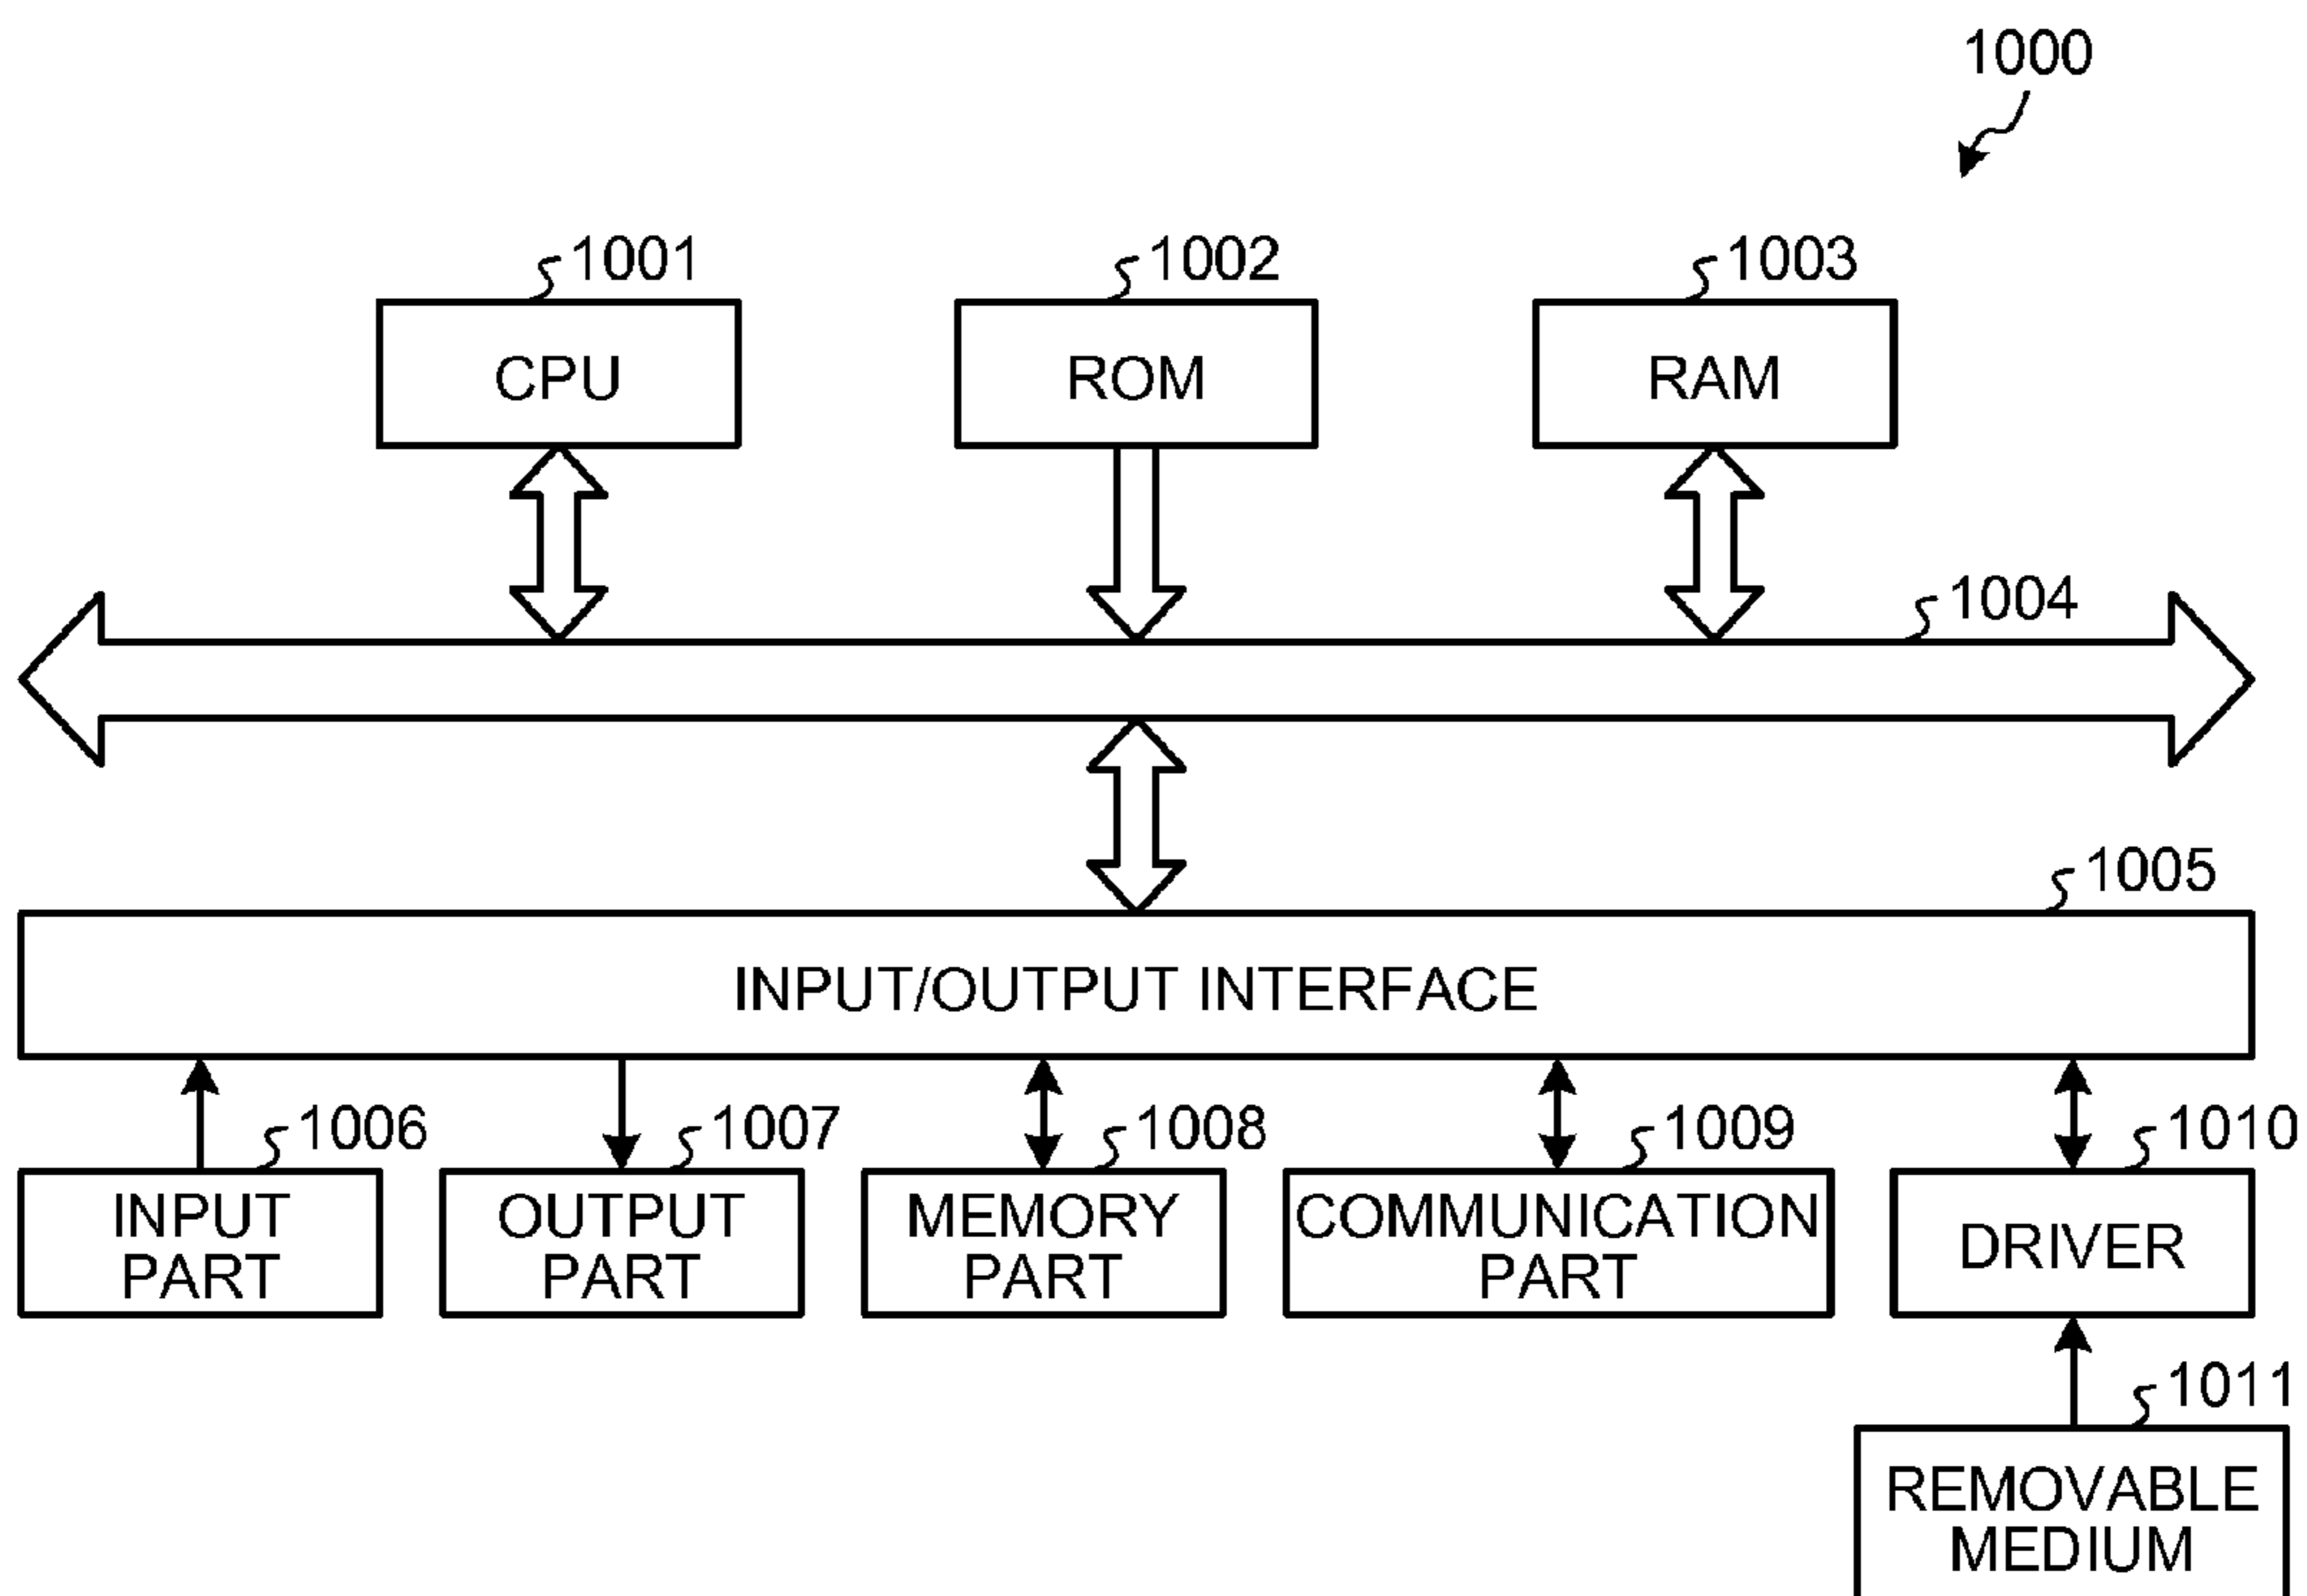 1000
1001
1002
1003
CPU
ROM
RAM
1004
1005
INPUT/OUTPUT INTERFACE
1006
1007
1008
1009
1010
INPUT
PART
OUTPUT
PART
MEMORY
PART
COMMUNICATION
PART
DRIVER
1011
REMOVABLE
MEDIUM